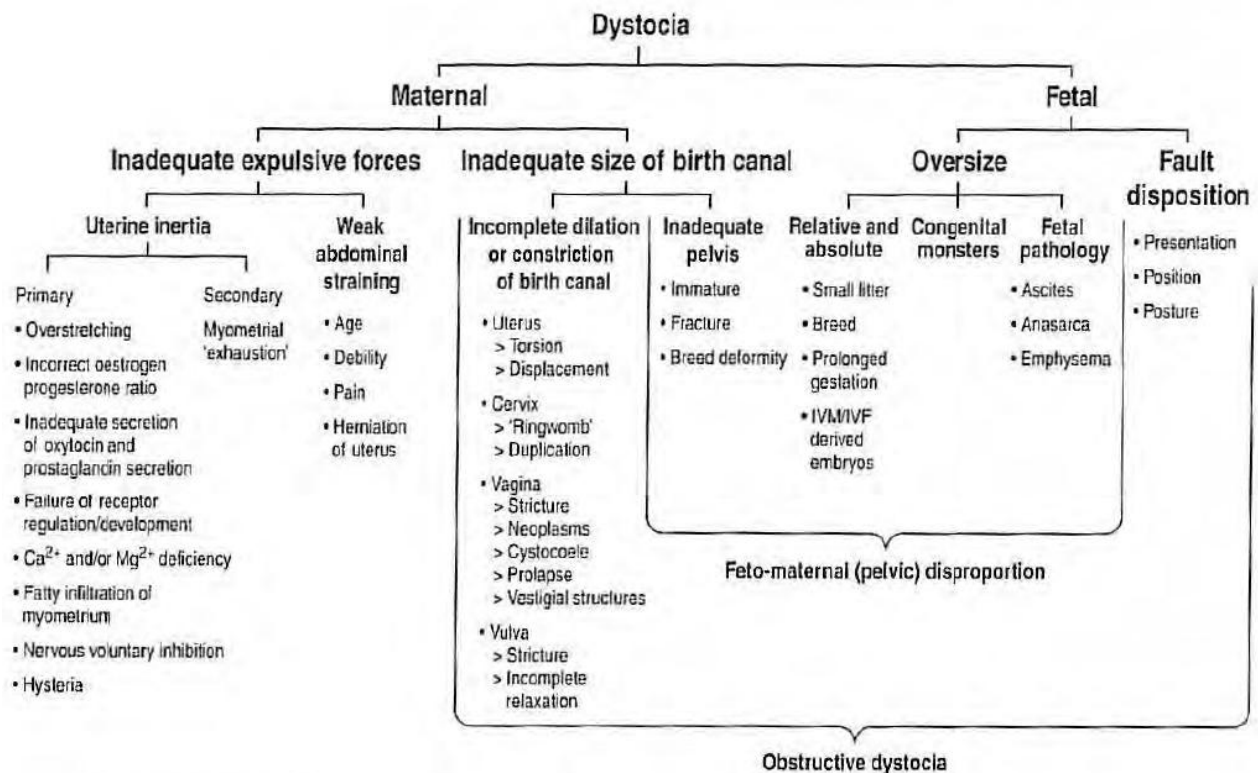 Dystocia
Maternal
Fetal
Inadequate expulsive forces
Inadequate size of birth canal
Oversize
Fault
disposition
Uterine inertia
Weak
abdominal
straining
Incomplete dilation
or constriction
of birth canal
Inadequate
pelvis
Relative and
absolute
Congenital
monsters
Fetal
pathology
• Presentation
• Position
• Posture
Primary
• Overstretching
• Incorrect oestrogen
progesterone ratio
• Inadequate secretion
of oxytocin and
prostaglancin secretion
• Failure of receptor
regulation/development
• Ca²⁺ and/or Mg²⁺ deficiency
• Fatty infiltration of
myometrium
• Nervous voluntary inhibition
• Hysteria
Secondary
Myometrial
'exhaustion'
• Age
• Debility
• Pain
• Herniation
of uterus
• Uterus
> Torsion
> Displacement
• Cervix
> 'Ringwomb'
> Duplication
• Vagina
> Stricture
> Neoplasms
> Cystocoele
> Prolapse
> Vestigial structures
• Vulva
> Stricture
> Incomplete
relaxation
• Immature
• Fracture
• Breed deformity
• Small litter
• Breed
• Prolonged
gestation
• IVM/IVF
derived
embryos
• Ascites
• Anasarca
• Emphysema
Feto-maternal (pelvic) disproportion
Obstructive dystocia